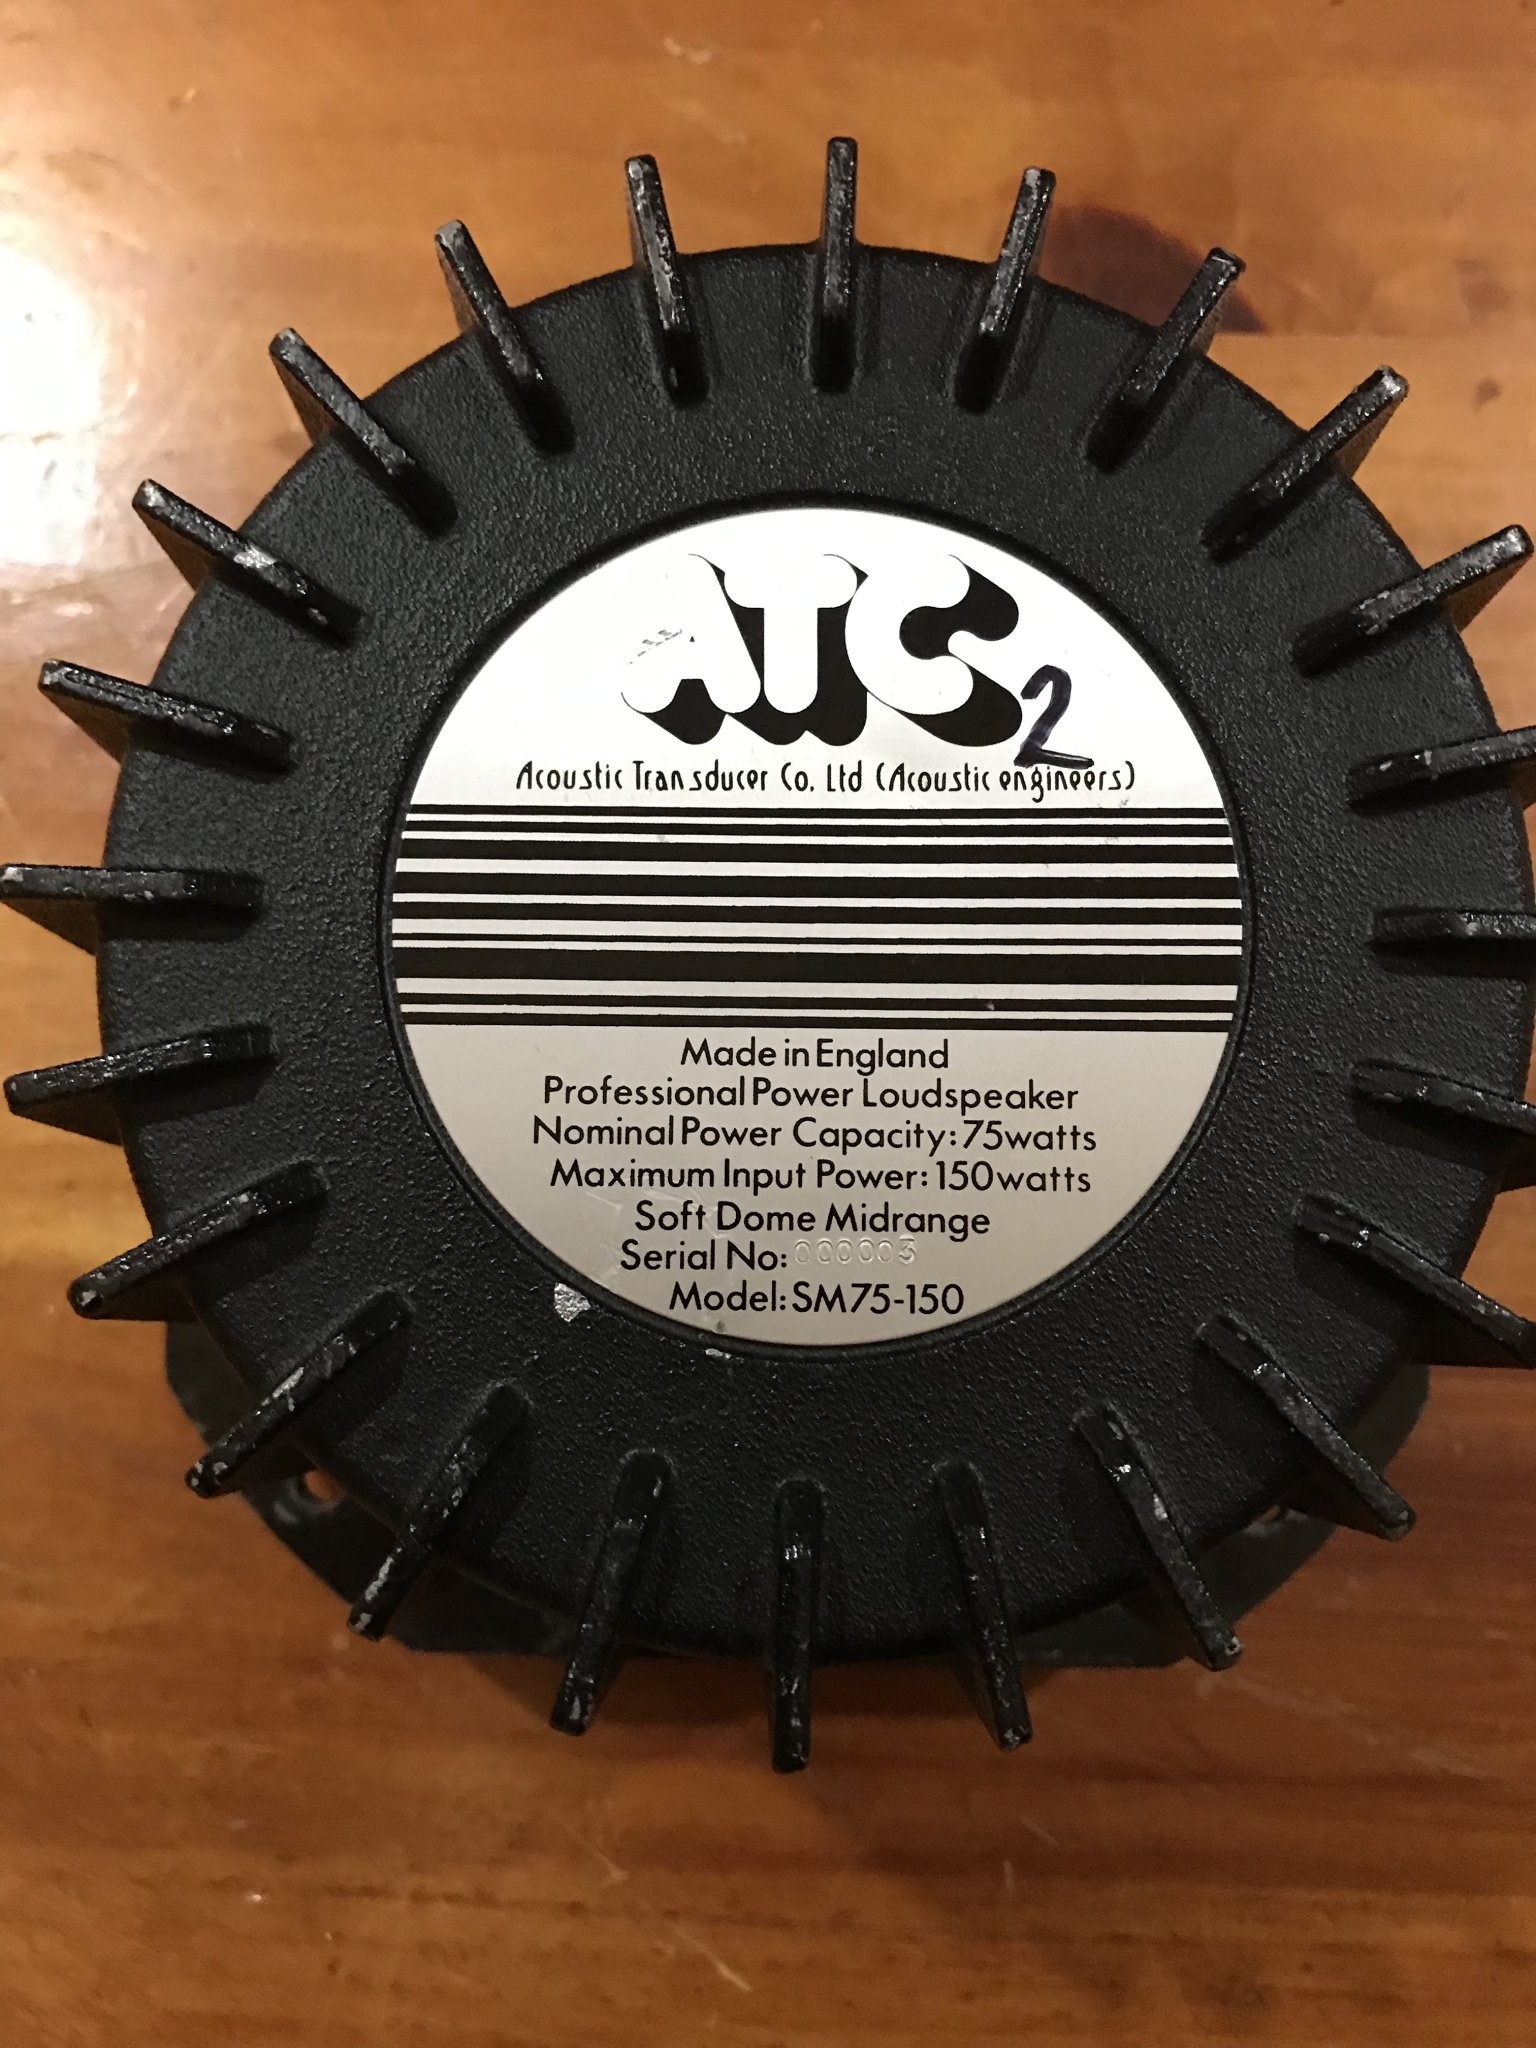 ATC
2
Acoustic Transducer Co. Ltd (Acoustic engineers)
Made in England
Professional Power Loudspeaker
Nominal Power Capacity: 75watts
Maximum Input Power: 150watts
Soft Dome Midrange
Serial No: 000003
Model: SM75-150